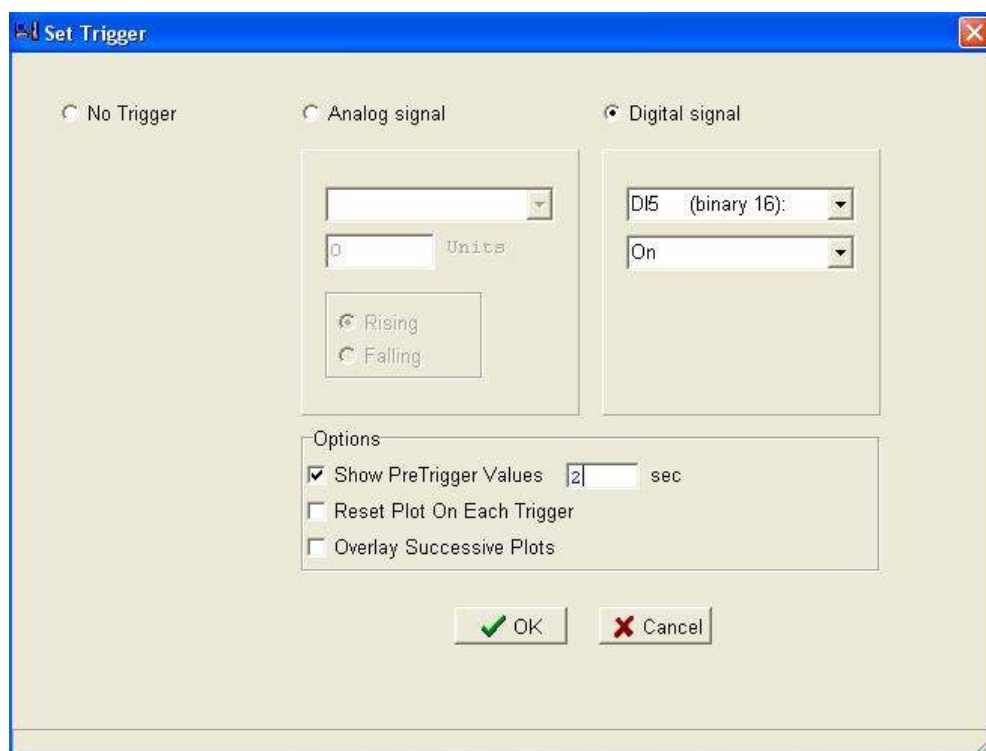 Set Trigger
No Trigger
Analog signal
Digital signal
DI5 (binary 16):
0 Units
On
Rising
Falling
Options
Show PreTrigger Values 2 sec
Reset Plot On Each Trigger
Overlay Successive Plots
OK
Cancel